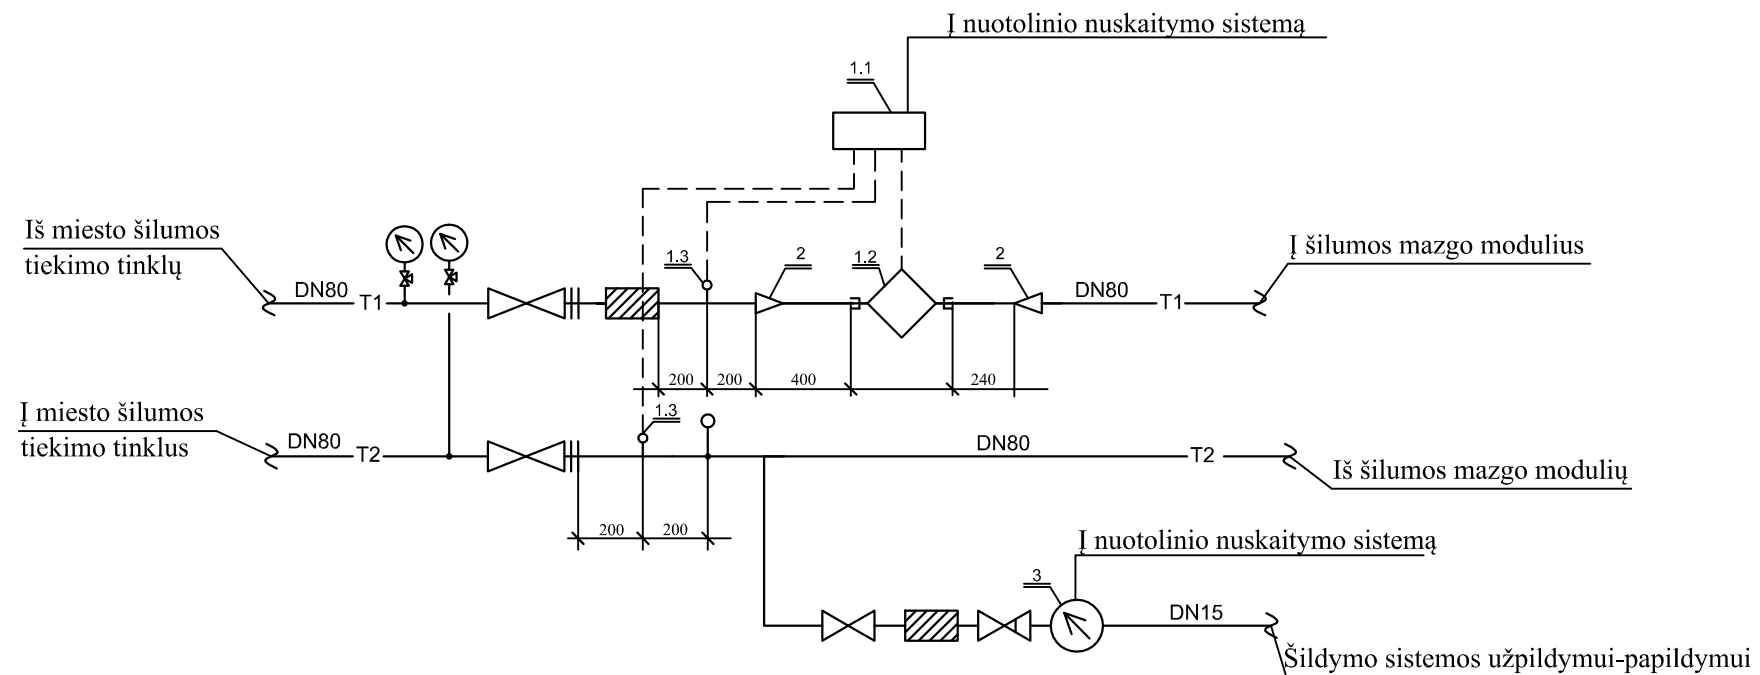 Į nuotolinio nuskaitymo sistemą
1.1
Iš miesto šilumos
tiekimo tinklų
1.3
2
1.2
2
Į šilumos mazgo modulius
DN80
T1
DN80
T1
200
200
400
240
Į miesto šilumos
tiekimo tinklus
1.3
DN80
T2
DN80
T2
Iš šilumos mazgo modulių
200
200
Į nuotolinio nuskaitymo sistemą
3
DN15
Šildymo sistemos užpildymui-papildymui